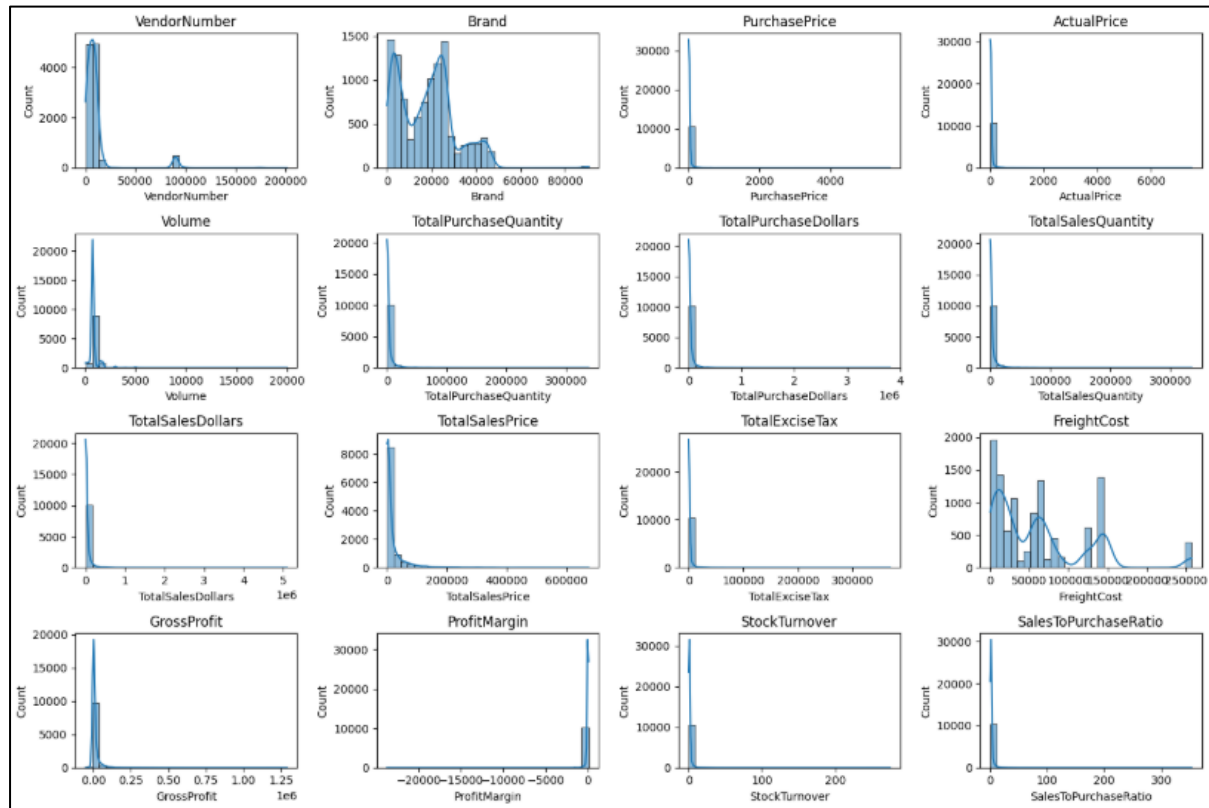 VendorNumber Brand PurchasePrice ActualPrice
Count 4000 2000 0
0 50000 100000 150000 200000
VendorNumber
Count 1500 1000 500 0
0 20000 40000 60000 80000
Brand
Count 30000 20000 10000 0
0 2000 4000
PurchasePrice
Count 30000 20000 10000 0
0 2000 4000 6000
ActualPrice
Volume TotalPurchaseQuantity TotalPurchaseDollars TotalSalesQuantity
Count 20000 15000 10000 5000 0
0 5000 10000 15000 20000
Volume
Count 20000 15000 10000 5000 0
0 100000 200000 300000
TotalPurchaseQuantity
Count 20000 15000 10000 5000 0
0 1 2 3 4
1e6
TotalPurchaseDollars
Count 20000 15000 10000 5000 0
0 100000 200000 300000
TotalSalesQuantity
TotalSalesDollars TotalSalesPrice TotalExciseTax FreightCost
Count 20000 15000 10000 5000 0
0 1 2 3 4 5
1e6
TotalSalesDollars
Count 8000 6000 4000 2000 0
0 200000 400000 600000
TotalSalesPrice
Count 20000 10000 0
0 100000 200000 300000
TotalExciseTax
Count 2000 1500 1000 500 0
0 50000 100000 150000 200000 250000
FreightCost
GrossProfit ProfitMargin StockTurnover SalesToPurchaseRatio
Count 20000 15000 10000 5000 0
0.00 0.25 0.50 0.75 1.00 1.25
1e6
GrossProfit
Count 30000 20000 10000 0
−20000 −15000 −10000 −5000 0
ProfitMargin
Count 30000 20000 10000 0
0 100 200
StockTurnover
Count 30000 20000 10000 0
0 100 200 300
SalesToPurchaseRatio